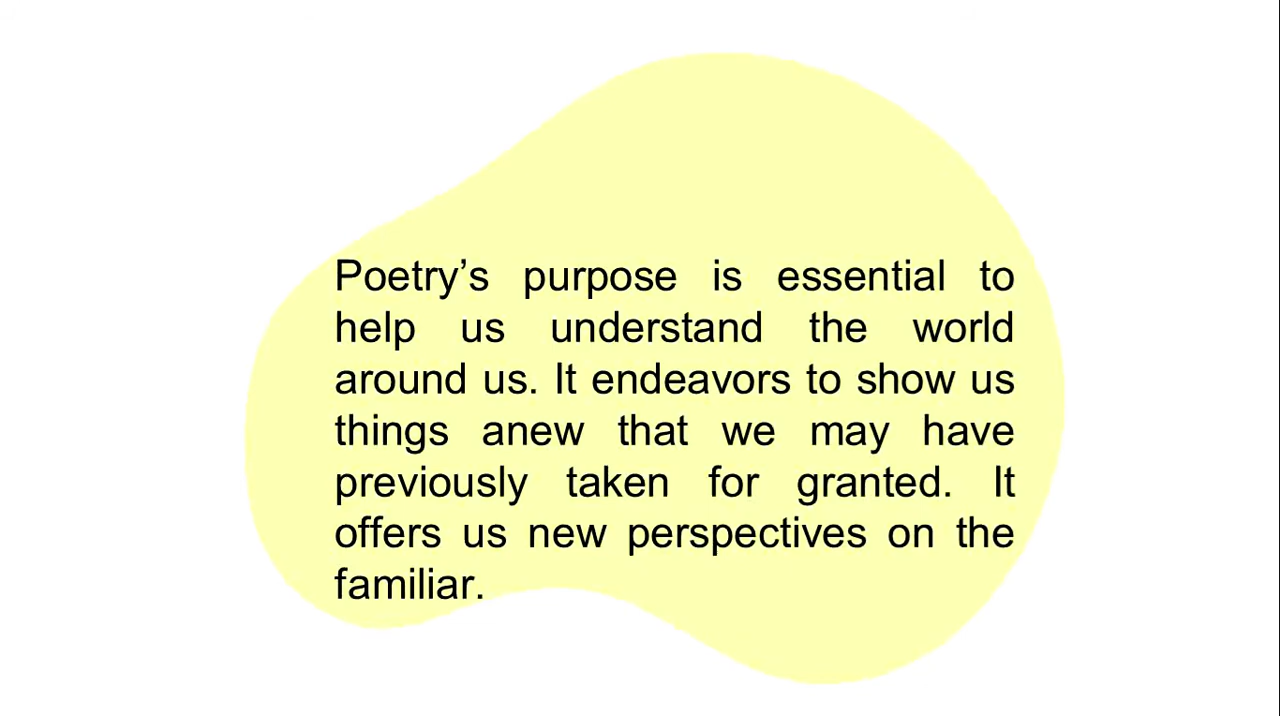 Poetry’s purpose is essential to
help us understand the world
around us. It endeavors to show us
things anew that we may have
previously taken for granted. It
offers us new perspectives on the
familiar.